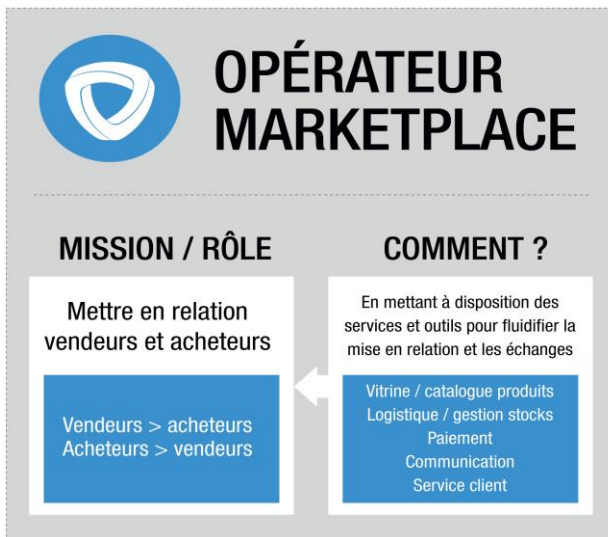 OPÉRATEUR
MARKETPLACE
MISSION / RÔLE
Mettre en relation
vendeurs et acheteurs
Vendeurs > acheteurs
Acheteurs > vendeurs
COMMENT ?
En mettant à disposition des
services et outils pour fluidifier la
mise en relation et les échanges
Vitrine / catalogue produits
Logistique / gestion stocks
Paiement
Communication
Service client